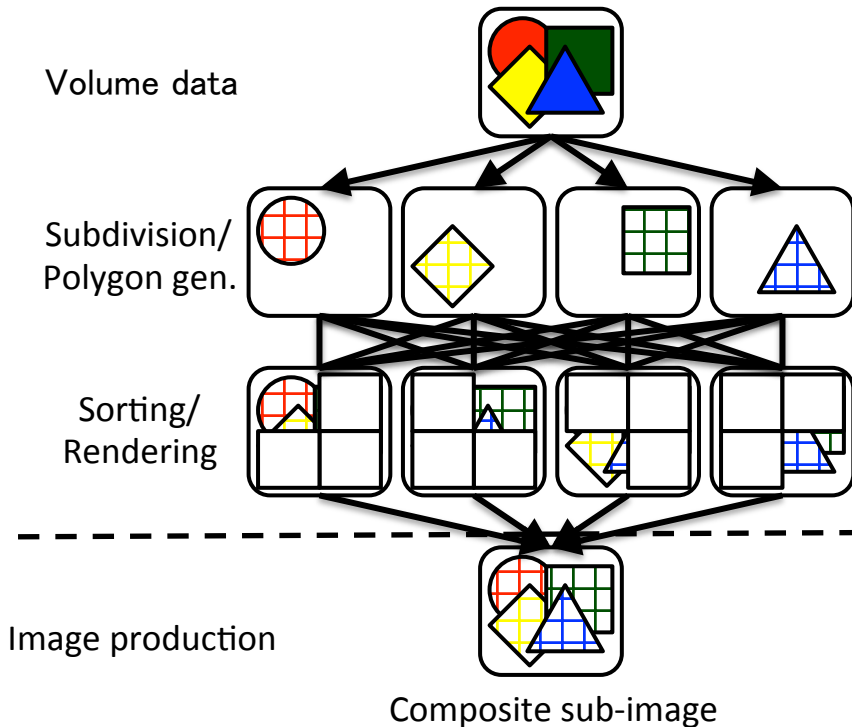 Volume data
Subdivision/
Polygon gen.
Sorting/
Rendering
Image production
Composite sub-image